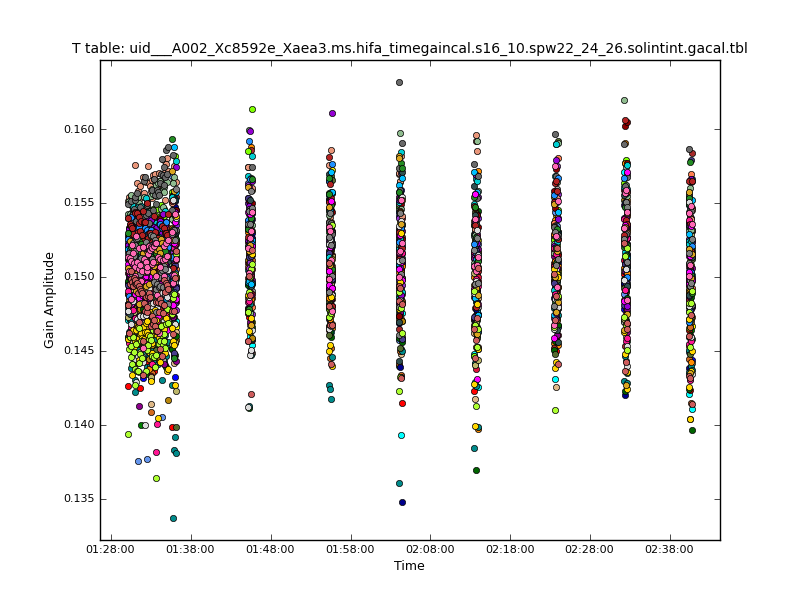 T table: uid___A002_Xc8592e_Xaea3.ms.hifa_timegaincal.s16_10.spw22_24_26.solintint.gacal.tbl
0.160
0.155
0.150
0.145
0.140
0.135
Gain Amplitude
01:28:00 01:38:00 01:48:00 01:58:00 02:08:00 02:18:00 02:28:00 02:38:00
Time